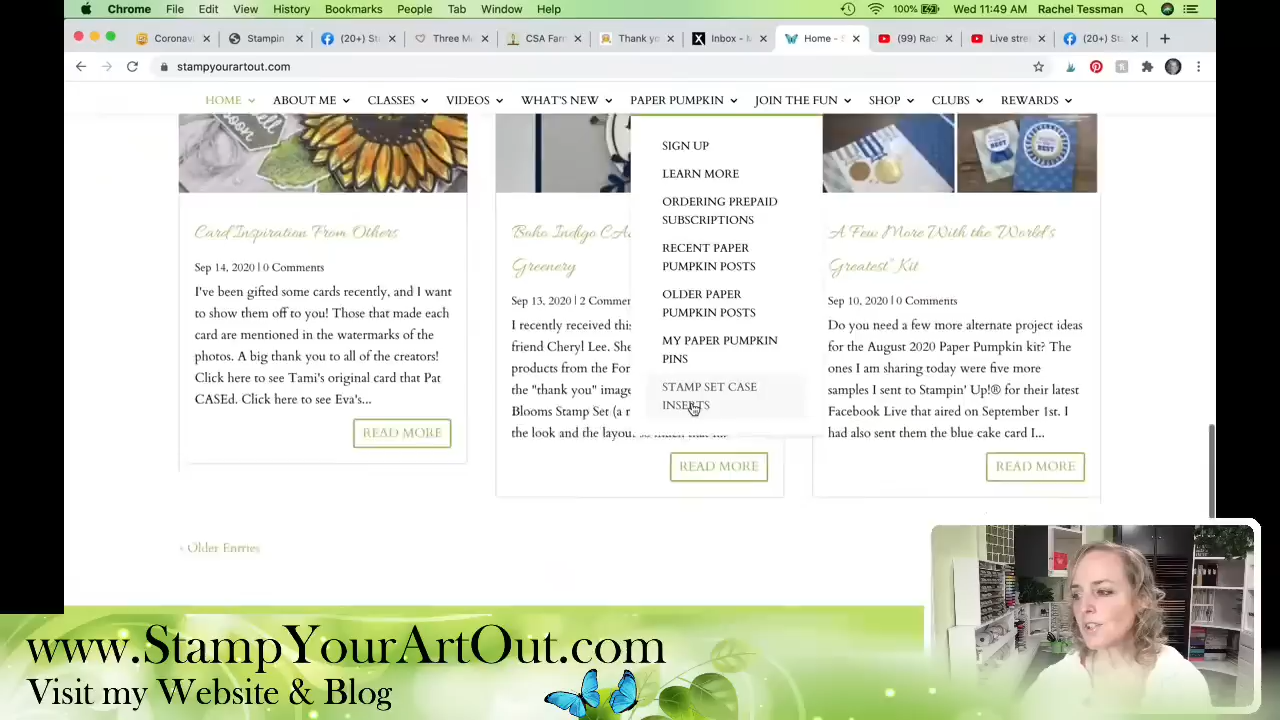 Chrome File Edit View History Bookmarks People Tab Window Help 100% Wed 11:49 AM Rachel Tessman
Coronav Stampin (20+) St Three M CSA Far Thank yo Inbox - Home - S (99) Rac Live stre (20+) St
stampyourartout.com
HOME ABOUT ME CLASSES VIDEOS WHAT'S NEW PAPER PUMPKIN JOIN THE FUN SHOP CLUBS REWARDS
SIGN UP
LEARN MORE
ORDERING PREPAID
SUBSCRIPTIONS
RECENT PAPER
PUMPKIN POSTS
OLDER PAPER
PUMPKIN POSTS
MY PAPER PUMPKIN
PINS
STAMP SET CASE
INSERTS
Card Inspiration From Others
Sep 14, 2020 | 0 Comments
I've been gifted some cards recently, and I want
to show them off to you! Those that made each
card are mentioned in the watermarks of the
photos. A big thank you to all of the creators!
Click here to see Tami's original card that Pat
CASEd. Click here to see Eva's...
READ MORE
Boho Indigo
Greenery
Sep 13, 2020 | 2 Commen
I recently received this
friend Cheryl Lee. She
products from the For
the "thank you" image
Blooms Stamp Set (a
the look and the layou
READ MORE
A Few More With the "World's
Greatest" Kit
Sep 10, 2020 | 0 Comments
Do you need a few more alternate project ideas
for the August 2020 Paper Pumpkin kit? The
ones I am sharing today were five more
samples I sent to Stampin' Up!® for their latest
Facebook Live that aired on September 1st. I
had also sent them the blue cake card I...
READ MORE
« Older Entries
www.StampYourArtOut.com
Visit my Website & Blog